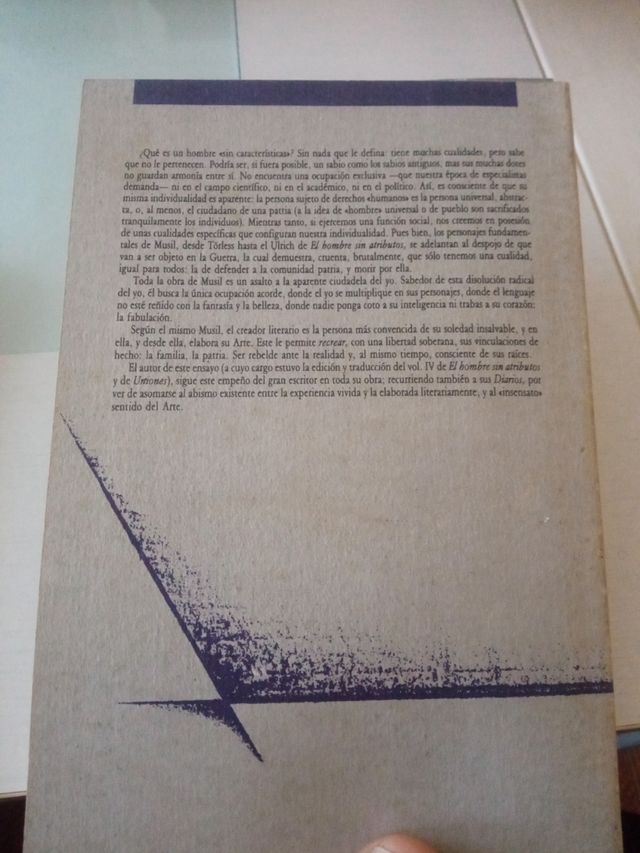 ¿Qué es un hombre «sin características»? Sin nada que le defina: tiene muchas cualidades, pero sabe
que no le pertenecen. Podría ser, si fuera posible, un sabio como los sabios antiguos, mas sus muchas dotes
no guardan armonía entre sí. No encuentra una ocupación exclusiva —que nuestra época de especialistas
demanda— ni en el campo científico, ni en el académico, ni en el político. Así, es consciente de que su
misma individualidad es aparente: la persona sujeto de derechos «humanos» es la persona universal, abstrac-
ta, o, al menos, el ciudadano de una patria (a la idea de «hombre» universal o de pueblo son sacrificados
tranquilamente los individuos). Mientras tanto, si ejercemos una función social, nos creemos en posesión
de unas cualidades específicas que configuran nuestra individualidad. Pues bien, los personajes fundamen-
tales de Musil, desde Törless hasta el Ulrich de El hombre sin atributos, se adelantan al despojo de que
van a ser objeto en la Guerra, la cual demuestra, cruenta, brutalmente, que sólo tenemos una cualidad,
igual para todos: la de defender a la comunidad patria, y morir por ella.
Toda la obra de Musil es un asalto a la aparente ciudadela del yo. Sabedor de esta disolución radical
del yo, él busca la única ocupación acorde, donde el yo se multiplique en sus personajes, donde el lenguaje
no esté reñido con la fantasía y la belleza, donde nadie ponga coto a su inteligencia ni trabas a su corazón:
la fabulación.
Según el mismo Musil, el creador literario es la persona más convencida de su soledad insalvable, y en
ella, y desde ella, elabora su Arte. Este le permite recrear, con una libertad soberana, sus vinculaciones de
hecho: la familia, la patria. Ser rebelde ante la realidad y, al mismo tiempo, consciente de sus raíces.
El autor de este ensayo (a cuyo cargo estuvo la edición y traducción del vol. IV de El hombre sin atributos
y de Uniones), sigue este empeño del gran escritor en toda su obra; recurriendo también a sus Diarios, por
ver de asomarse al abismo existente entre la experiencia vivida y la elaborada literariamente, y al «insensato»
sentido del Arte.